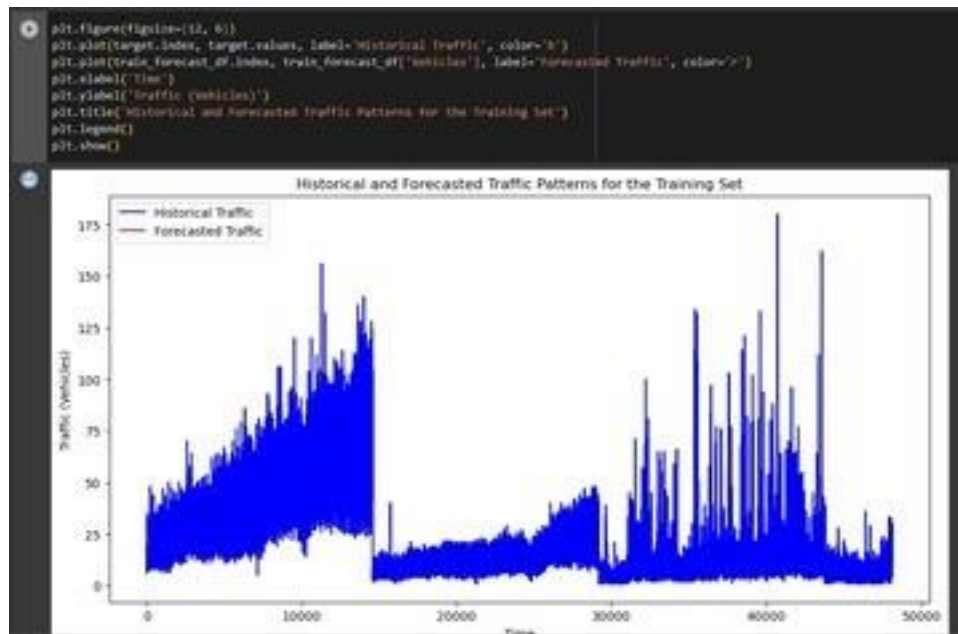 plt.figure(figsize=(12, 6))
plt.plot(target.index, target.values, label='Historical Traffic', color='b')
plt.plot(train_forecast_df.index, train_forecast_df['Vehicles'], label='Forecasted Traffic', color='r')
plt.xlabel('Time')
plt.ylabel('Traffic (Vehicles)')
plt.title('Historical and Forecasted Traffic Patterns for the Training Set')
plt.legend()
plt.show()
Historical and Forecasted Traffic Patterns for the Training Set
Historical Traffic
Forecasted Traffic
175
150
125
100
75
50
25
0
Traffic (Vehicles)
0 10000 20000 30000 40000 50000
Time